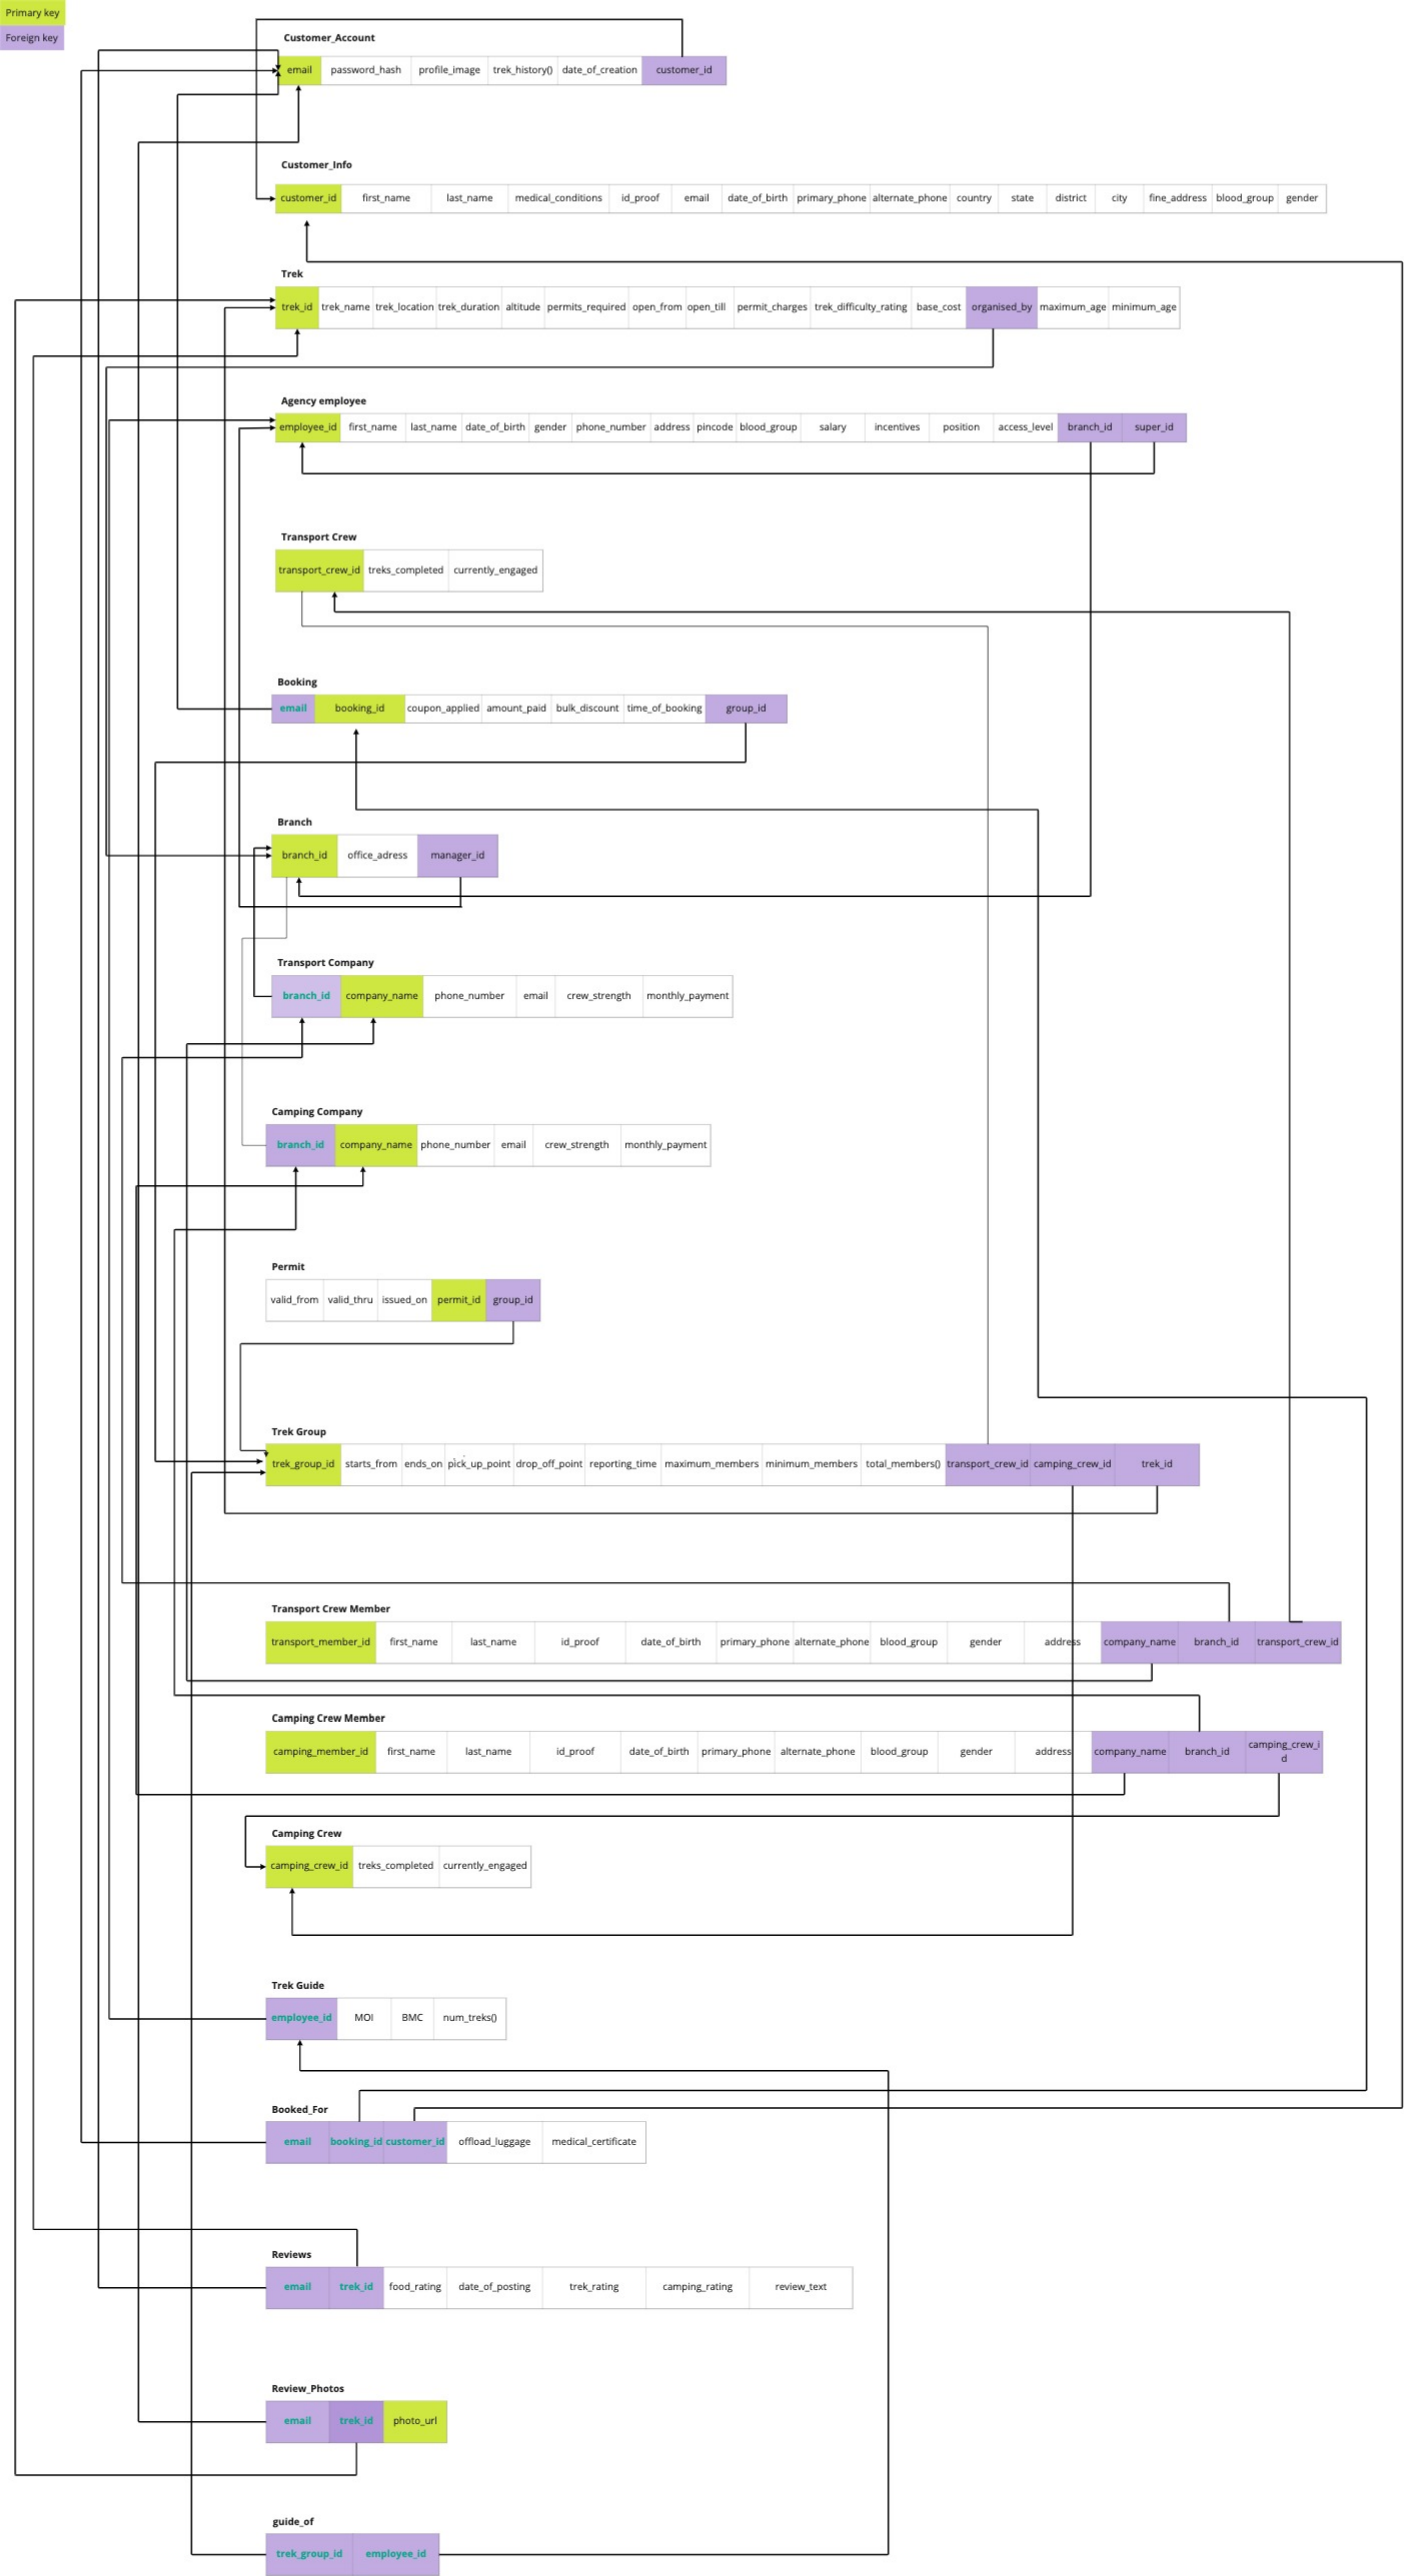 Primary key
Foreign key
Customer_Account
email password_hash profile_image trek_history() date_of_creation customer_id
Customer_Info
customer_id first_name last_name medical_conditions id_proof email date_of_birth primary_phone alternate_phone country state district city fine_address blood_group gender
Trek
trek_id trek_name trek_location trek_duration altitude permits_required open_from open_till permit_charges trek_difficulty_rating base_cost organised_by maximum_age minimum_age
Agency employee
employee_id first_name last_name date_of_birth gender phone_number address pincode blood_group salary incentives position access_level branch_id super_id
Transport Crew
transport_crew_id treks_completed currently_engaged
Booking
email booking_id coupon_applied amount_paid bulk_discount time_of_booking group_id
Branch
branch_id office_adress manager_id
Transport Company
branch_id company_name phone_number email crew_strength monthly_payment
Camping Company
branch_id company_name phone_number email crew_strength monthly_payment
Permit
valid_from valid_thru issued_on permit_id group_id
Trek Group
trek_group_id starts_from ends_on pick_up_point drop_off_point reporting_time maximum_members minimum_members total_members() transport_crew_id camping_crew_id trek_id
Transport Crew Member
transport_member_id first_name last_name id_proof date_of_birth primary_phone alternate_phone blood_group gender address company_name branch_id transport_crew_id
Camping Crew Member
camping_member_id first_name last_name id_proof date_of_birth primary_phone alternate_phone blood_group gender address company_name branch_id camping_crew_i
d
Camping Crew
camping_crew_id treks_completed currently_engaged
Trek Guide
employee_id MOI BMC num_treks()
Booked_For
email booking_id customer_id offload_luggage medical_certificate
Reviews
email trek_id food_rating date_of_posting trek_rating camping_rating review_text
Review_Photos
email trek_id photo_url
guide_of
trek_group_id employee_id